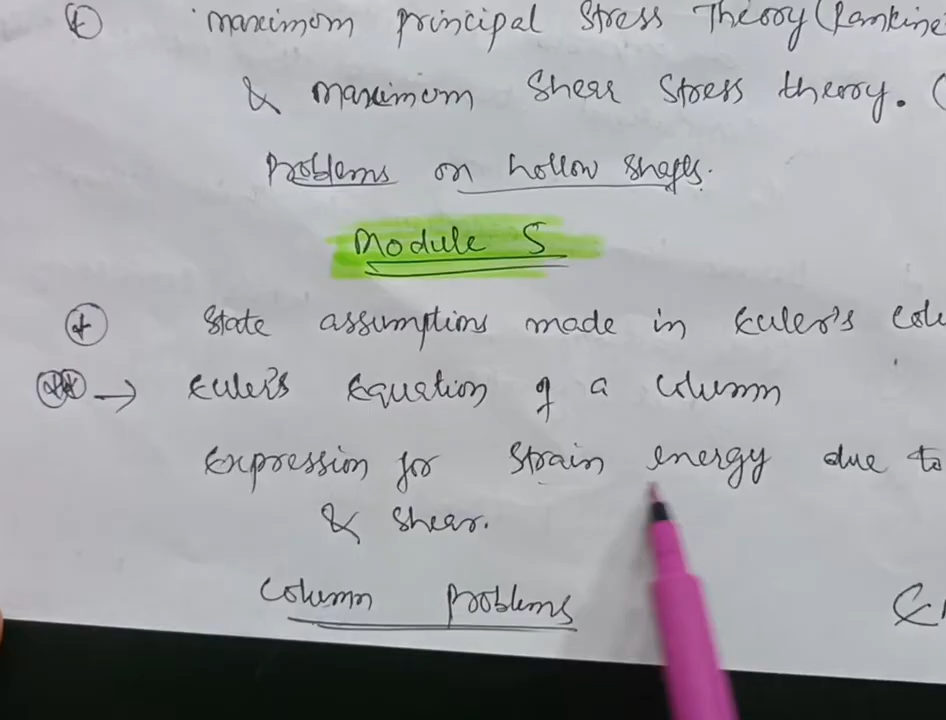 maximum principal stress Theory (Rankine
& maximum shear stress theory. (
Problems on hollow shafts.
Module 5
State assumptions made in Euler's
Euler's Equation of a column
Expression for strain energy due to
& shear.
Column Problems